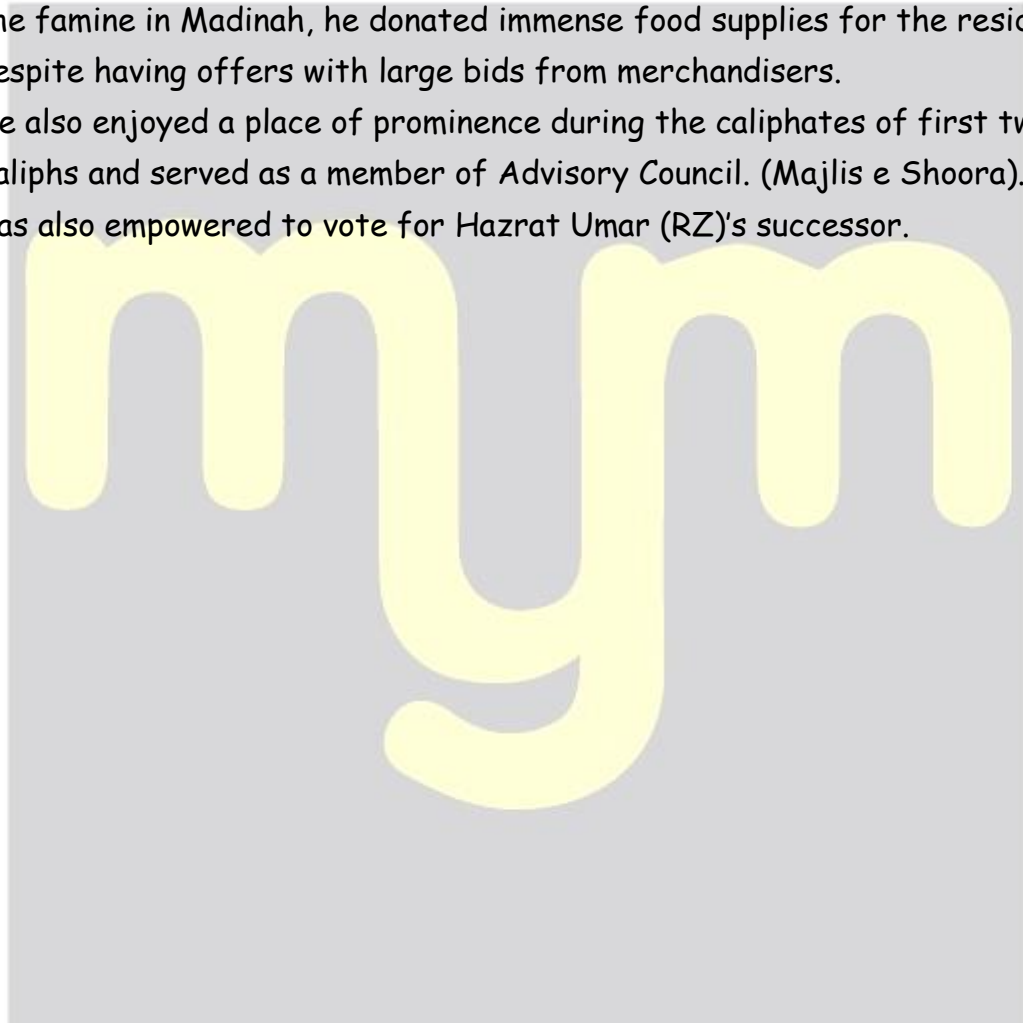 he famine in Madinah, he donated immense food supplies for the resid
espite having offers with large bids from merchandisers.
e also enjoyed a place of prominence during the caliphates of first tw
aliphs and served as a member of Advisory Council. (Majlis e Shoora).
as also empowered to vote for Hazrat Umar (RZ)'s successor.
mym